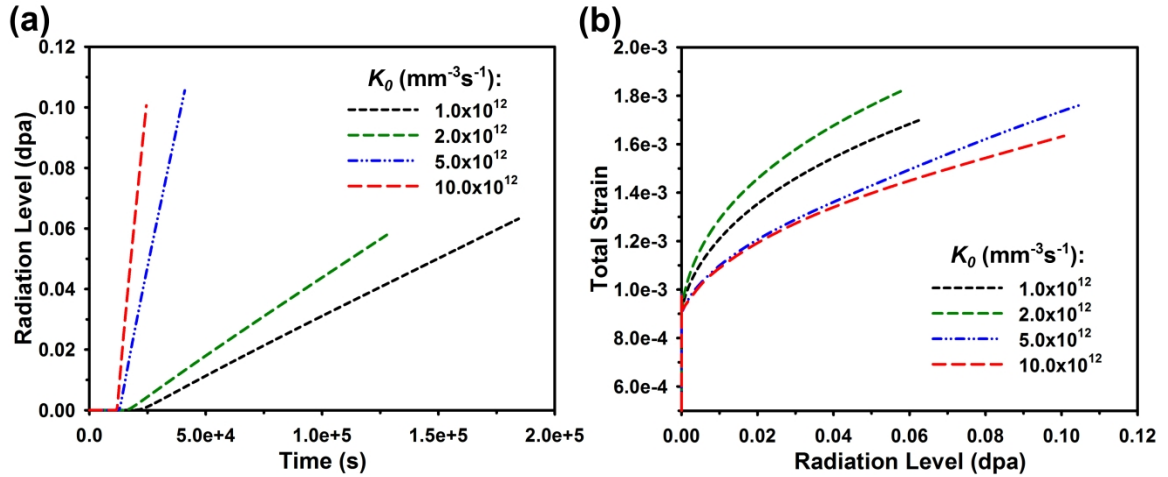 (a)
0.12
0.10
0.08
0.06
0.04
0.02
0.00
Radiation Level (dpa)
K₀ (mm⁻³s⁻¹):
1.0x10¹²
2.0x10¹²
5.0x10¹²
10.0x10¹²
0.0 5.0e+4 1.0e+5 1.5e+5 2.0e+5
Time (s)
(b)
2.0e-3
1.8e-3
1.6e-3
1.4e-3
1.2e-3
1.0e-3
8.0e-4
6.0e-4
Total Strain
K₀ (mm⁻³s⁻¹):
1.0x10¹²
2.0x10¹²
5.0x10¹²
10.0x10¹²
0.00 0.02 0.04 0.06 0.08 0.10 0.12
Radiation Level (dpa)